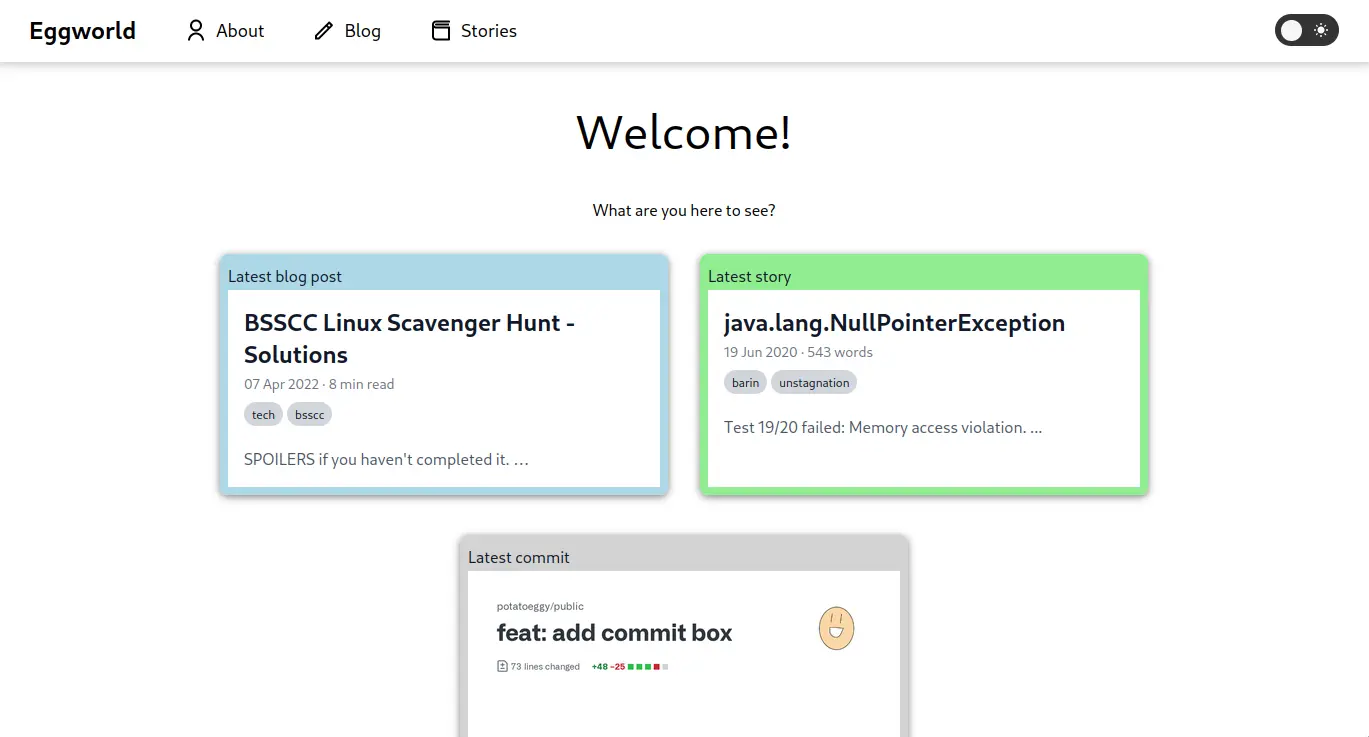 Eggworld About Blog Stories
Welcome!
What are you here to see?
Latest blog post
BSSCC Linux Scavenger Hunt -
Solutions
07 Apr 2022 · 8 min read
tech bsscc
SPOILERS if you haven't completed it. …
Latest story
java.lang.NullPointerException
19 Jun 2020 · 543 words
barin unstagnation
Test 19/20 failed: Memory access violation. ...
Latest commit
potatoeggy/public
feat: add commit box
73 lines changed +48 −25